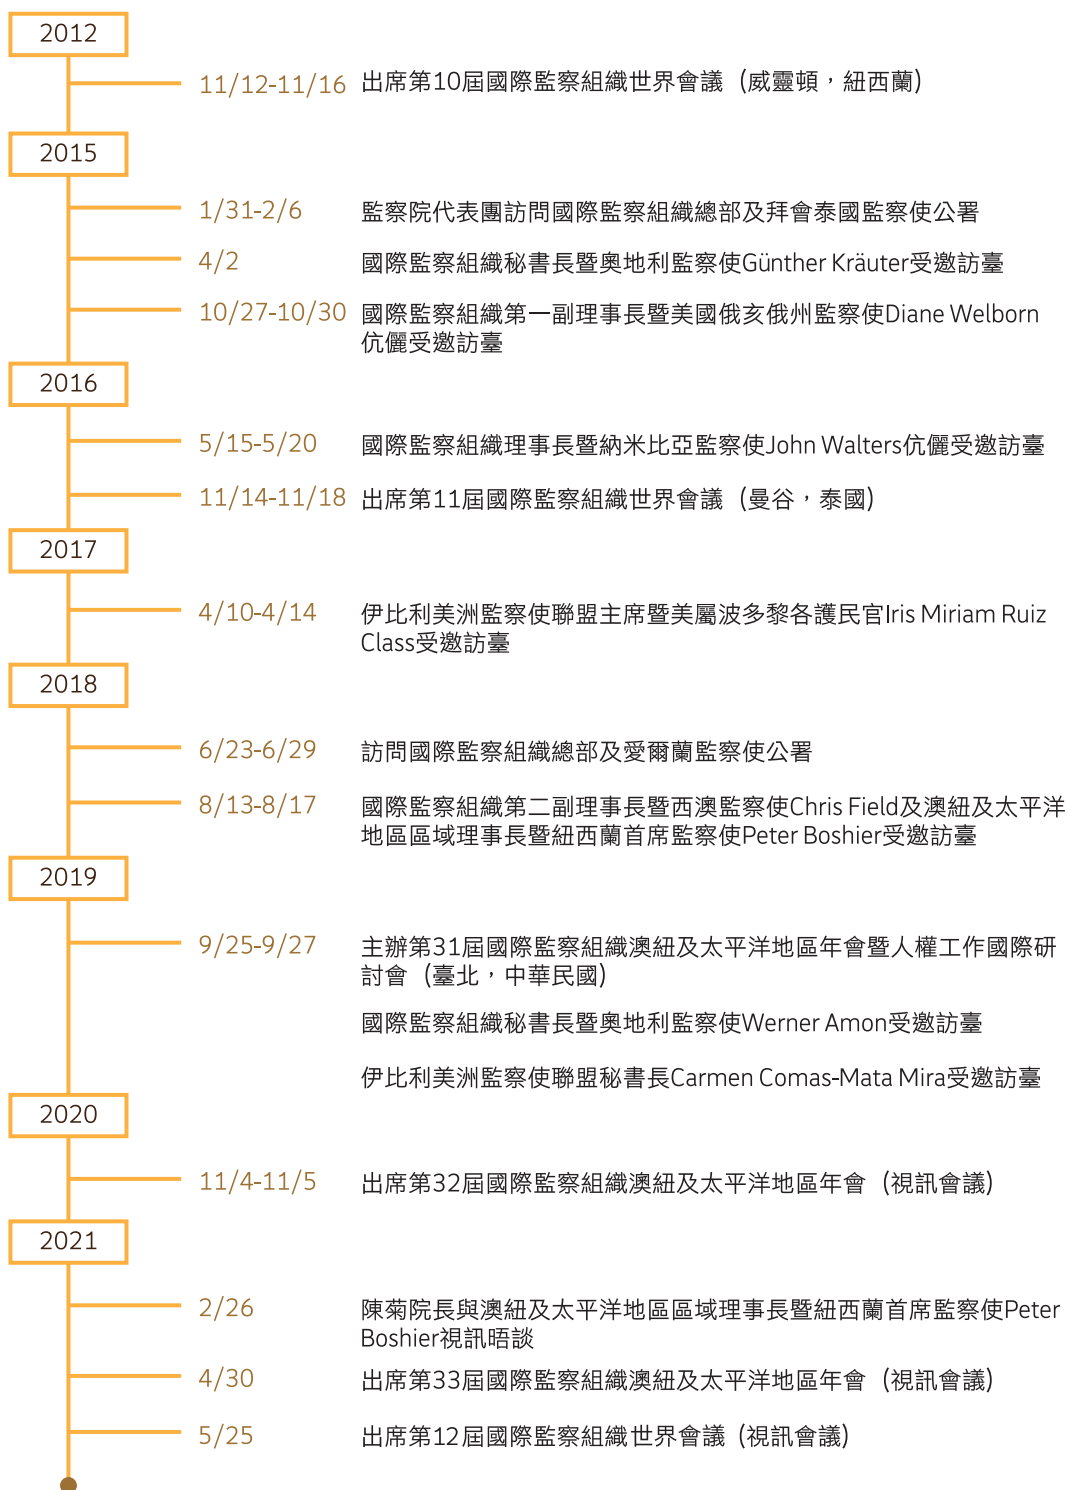 2012
11/12-11/16 出席第10屆國際監察組織世界會議（威靈頓，紐西蘭）
2015
1/31-2/6 監察院代表團訪問國際監察組織總部及拜會泰國監察使公署
4/2 國際監察組織秘書長暨奧地利監察使Günther Kräuter受邀訪臺
10/27-10/30 國際監察組織第一副理事長暨美國俄亥俄州監察使Diane Welborn
伉儷受邀訪臺
2016
5/15-5/20 國際監察組織理事長暨納米比亞監察使John Walters伉儷受邀訪臺
11/14-11/18 出席第11屆國際監察組織世界會議（曼谷，泰國）
2017
4/10-4/14 伊比利美洲監察使聯盟主席暨美屬波多黎各護民官Iris Miriam Ruiz
Class受邀訪臺
2018
6/23-6/29 訪問國際監察組織總部及愛爾蘭監察使公署
8/13-8/17 國際監察組織第二副理事長暨西澳監察使Chris Field及澳紐及太平洋
地區區域理事長暨紐西蘭首席監察使Peter Boshier受邀訪臺
2019
9/25-9/27 主辦第31屆國際監察組織澳紐及太平洋地區年會暨人權工作國際研
討會（臺北，中華民國）
國際監察組織秘書長暨奧地利監察使Werner Amon受邀訪臺
伊比利美洲監察使聯盟秘書長Carmen Comas-Mata Mira受邀訪臺
2020
11/4-11/5 出席第32屆國際監察組織澳紐及太平洋地區年會（視訊會議）
2021
2/26 陳菊院長與澳紐及太平洋地區區域理事長暨紐西蘭首席監察使Peter
Boshier視訊晤談
4/30 出席第33屆國際監察組織澳紐及太平洋地區年會（視訊會議）
5/25 出席第12屆國際監察組織世界會議（視訊會議）